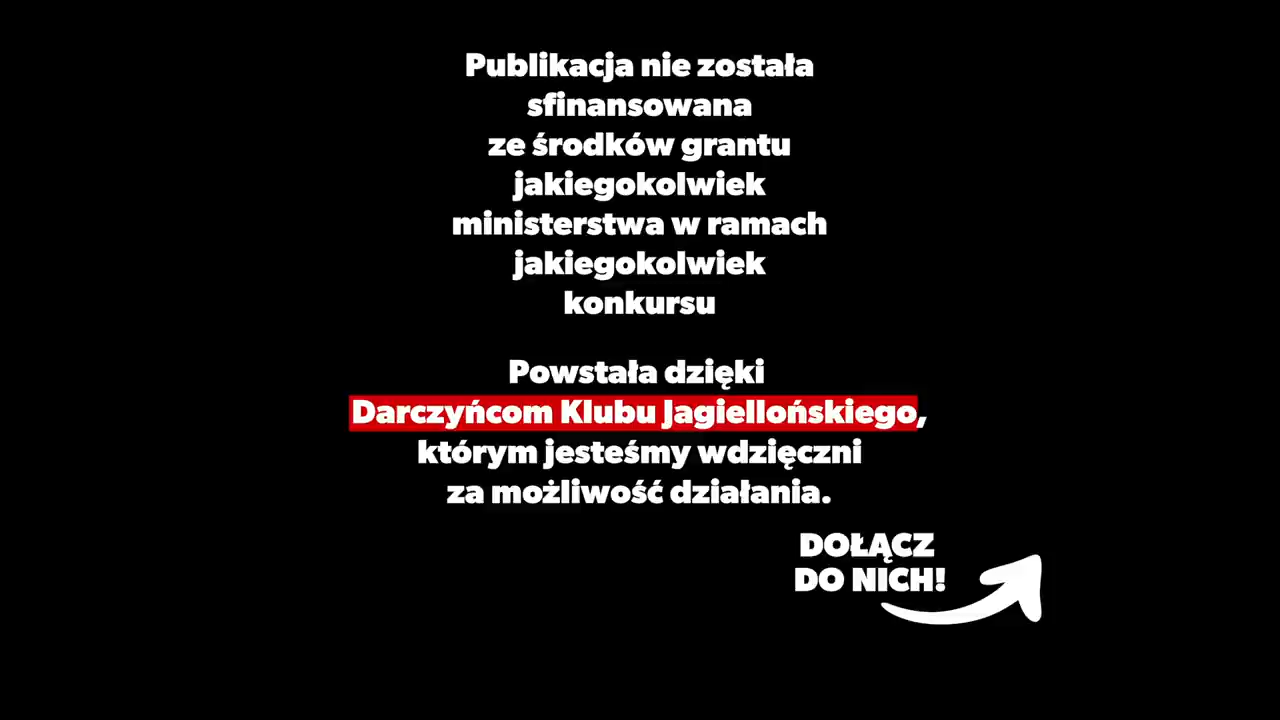 Publikacja nie została
sfinansowana
ze środków grantu
jakiegokolwiek
ministerstwa w ramach
jakiegokolwiek
konkursu
Powstała dzięki
Darczyńcom Klubu Jagiellońskiego,
którym jesteśmy wdzięczni
za możliwość działania.
DOŁĄCZ
DO NICH!